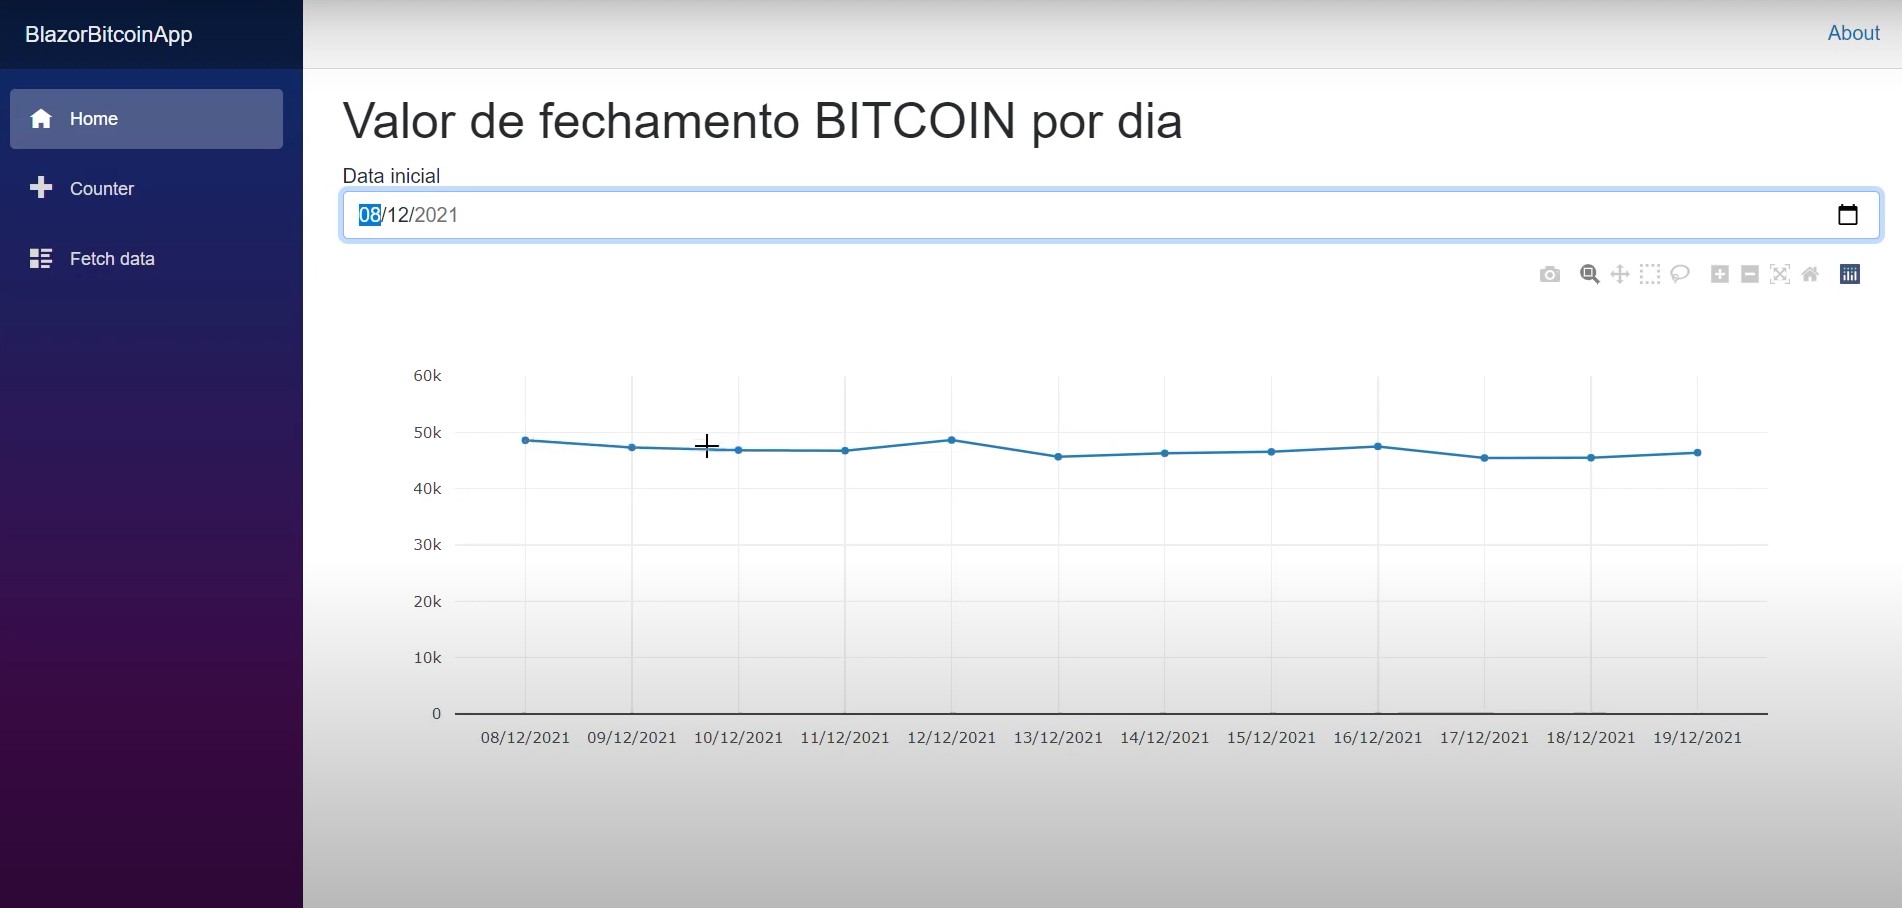 BlazorBitcoinApp
About
Home
Counter
Fetch data
Valor de fechamento BITCOIN por dia
Data inicial
08/12/2021
60k
50k
40k
30k
20k
10k
0
08/12/2021 09/12/2021 10/12/2021 11/12/2021 12/12/2021 13/12/2021 14/12/2021 15/12/2021 16/12/2021 17/12/2021 18/12/2021 19/12/2021